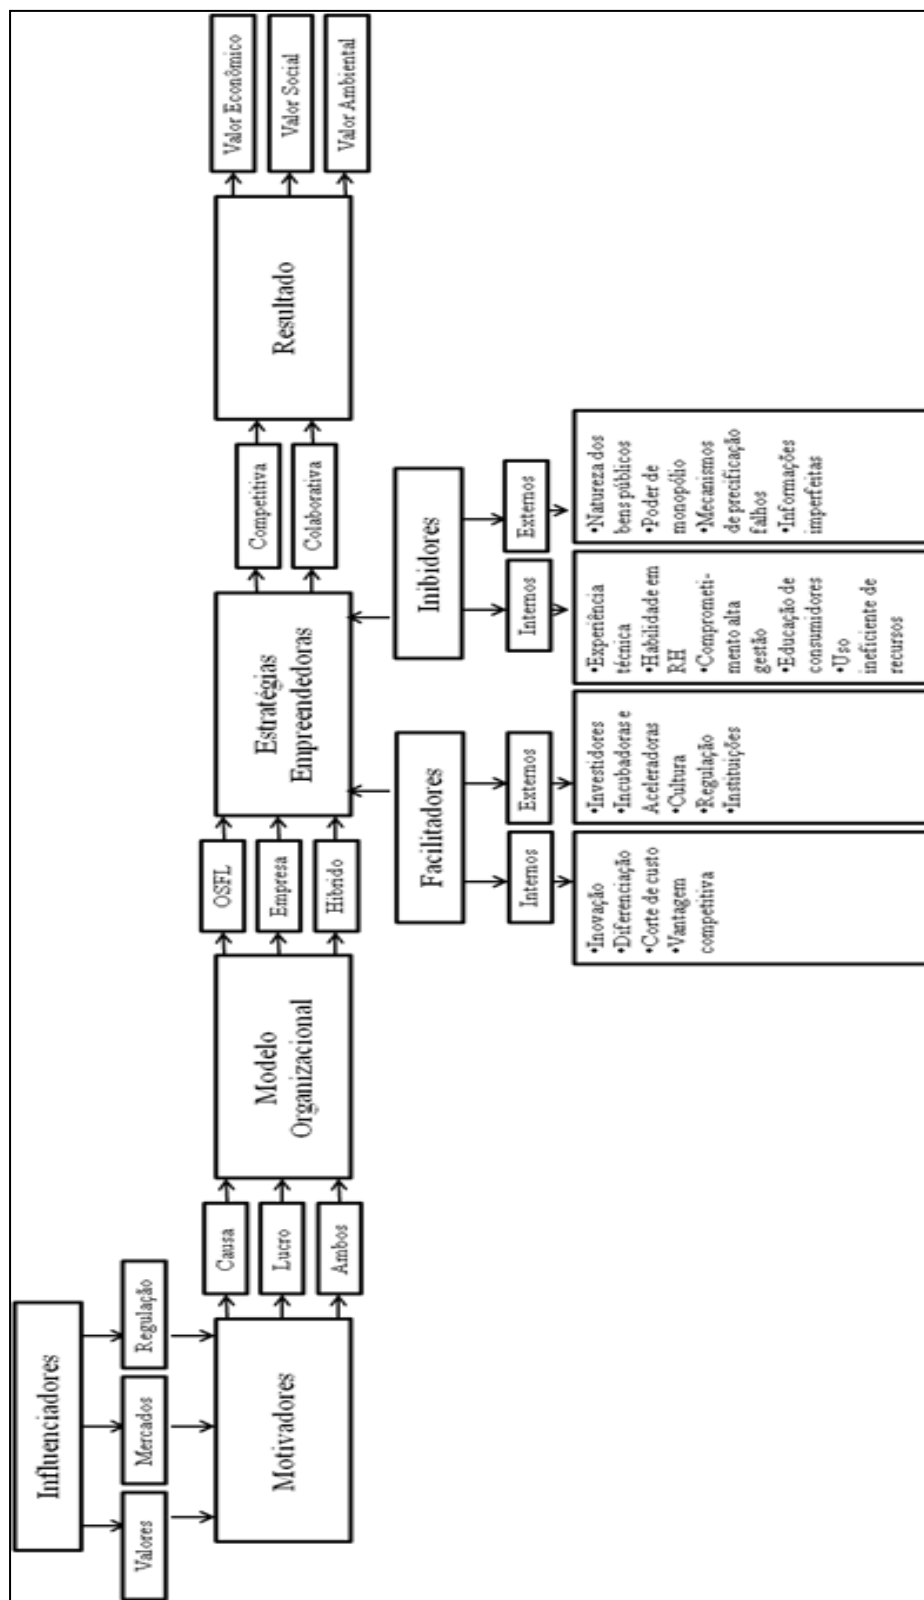 Influenciadores
Valores
Mercados
Regulação
Motivadores
Causa
Lucro
Ambos
Modelo
Organizacional
OSFL
Empresa
Híbrido
Estratégias
Empreendedoras
Competitiva
Colaborativa
Resultado
Valor Econômico
Valor Social
Valor Ambiental
Facilitadores
Internos
•Inovação
•Diferenciação
•Corte de custo
•Vantagem
competitiva
Externos
•Investidores
•Incubadoras e
Aceleradoras
•Cultura
•Regulação
•Instituições
Inibidores
Internos
•Experiência
técnica
•Habilidade em
RH
•Comprometi-
mento alta
gestão
•Educação de
consumidores
•Uso
ineficiente de
recursos
Externos
•Natureza dos
bens públicos
•Poder de
monopólio
•Mecanismos
de precificação
falhos
•Informações
imperfeitas